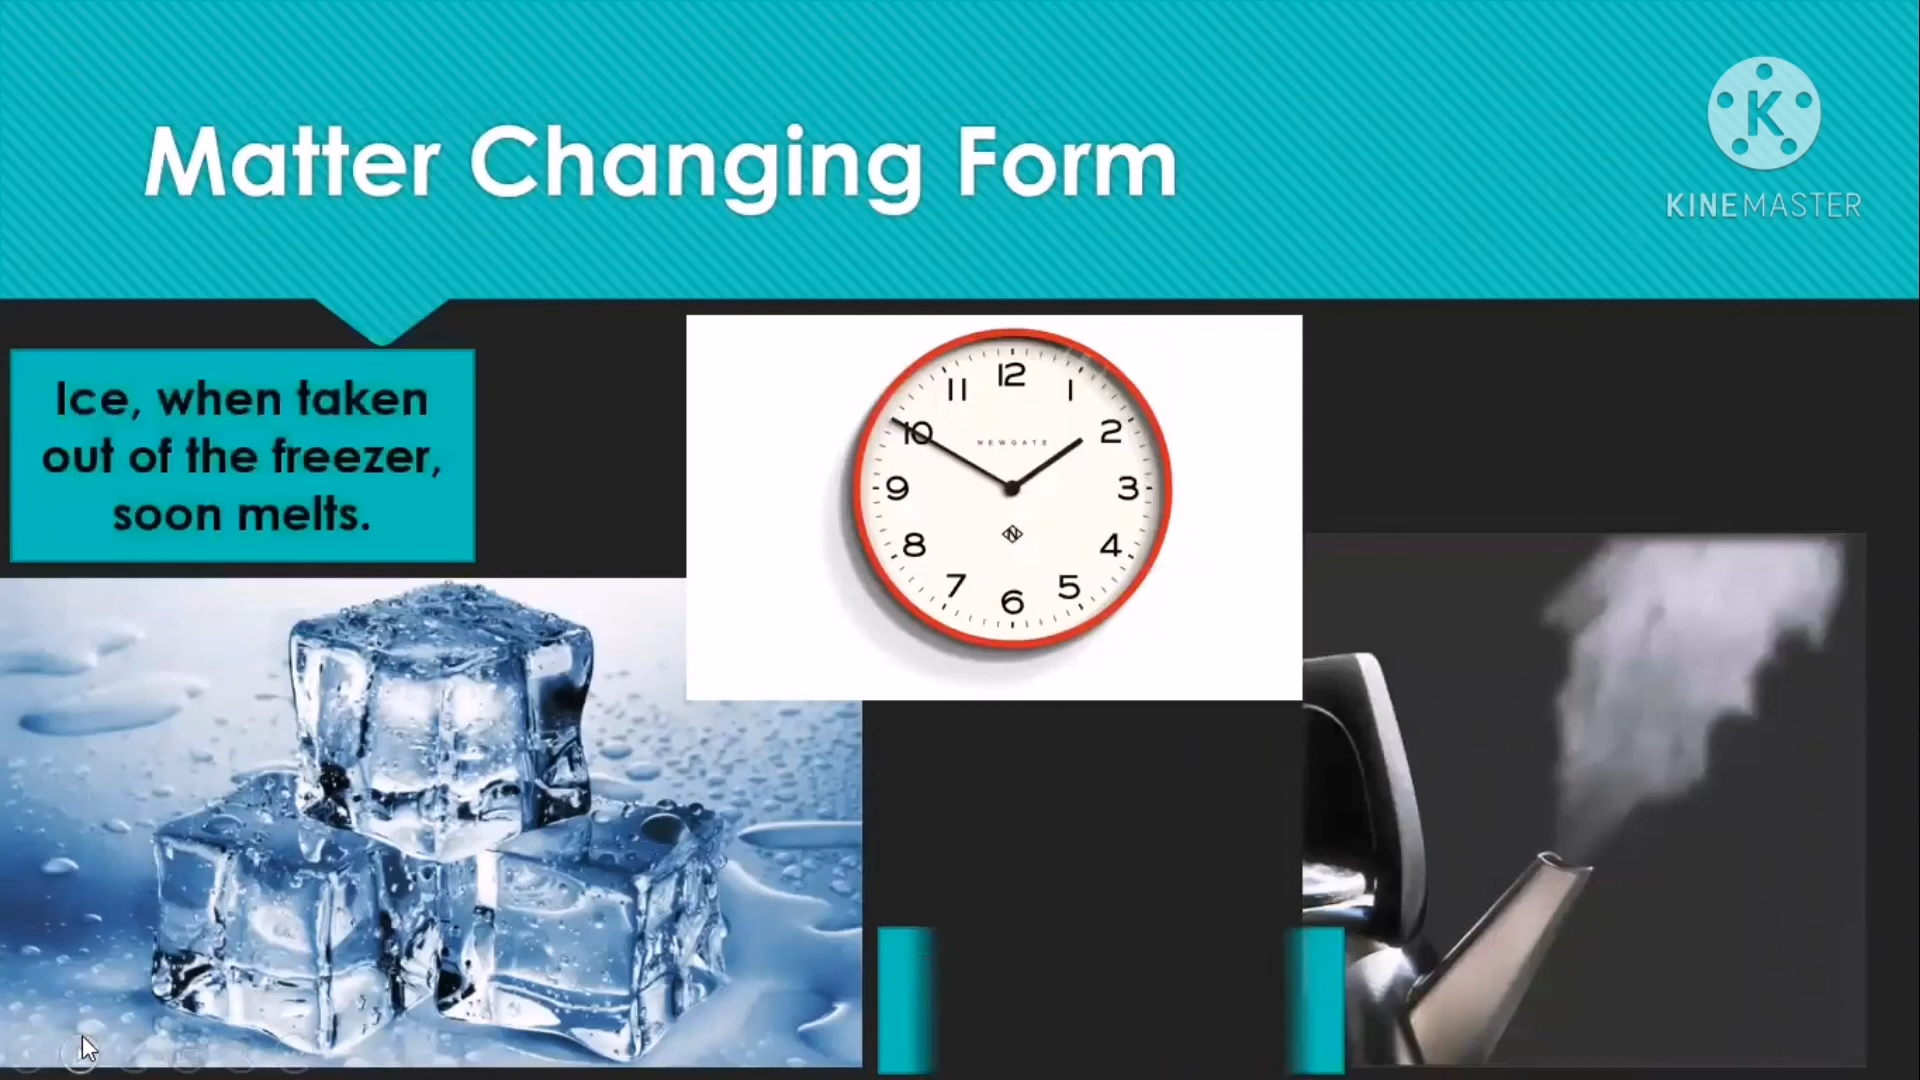 Matter Changing Form
K
KINEMASTER
Ice, when taken
out of the freezer,
soon melts.
12
11
1
10
2
NEWGATE
9
3
N
8
4
7
5
6